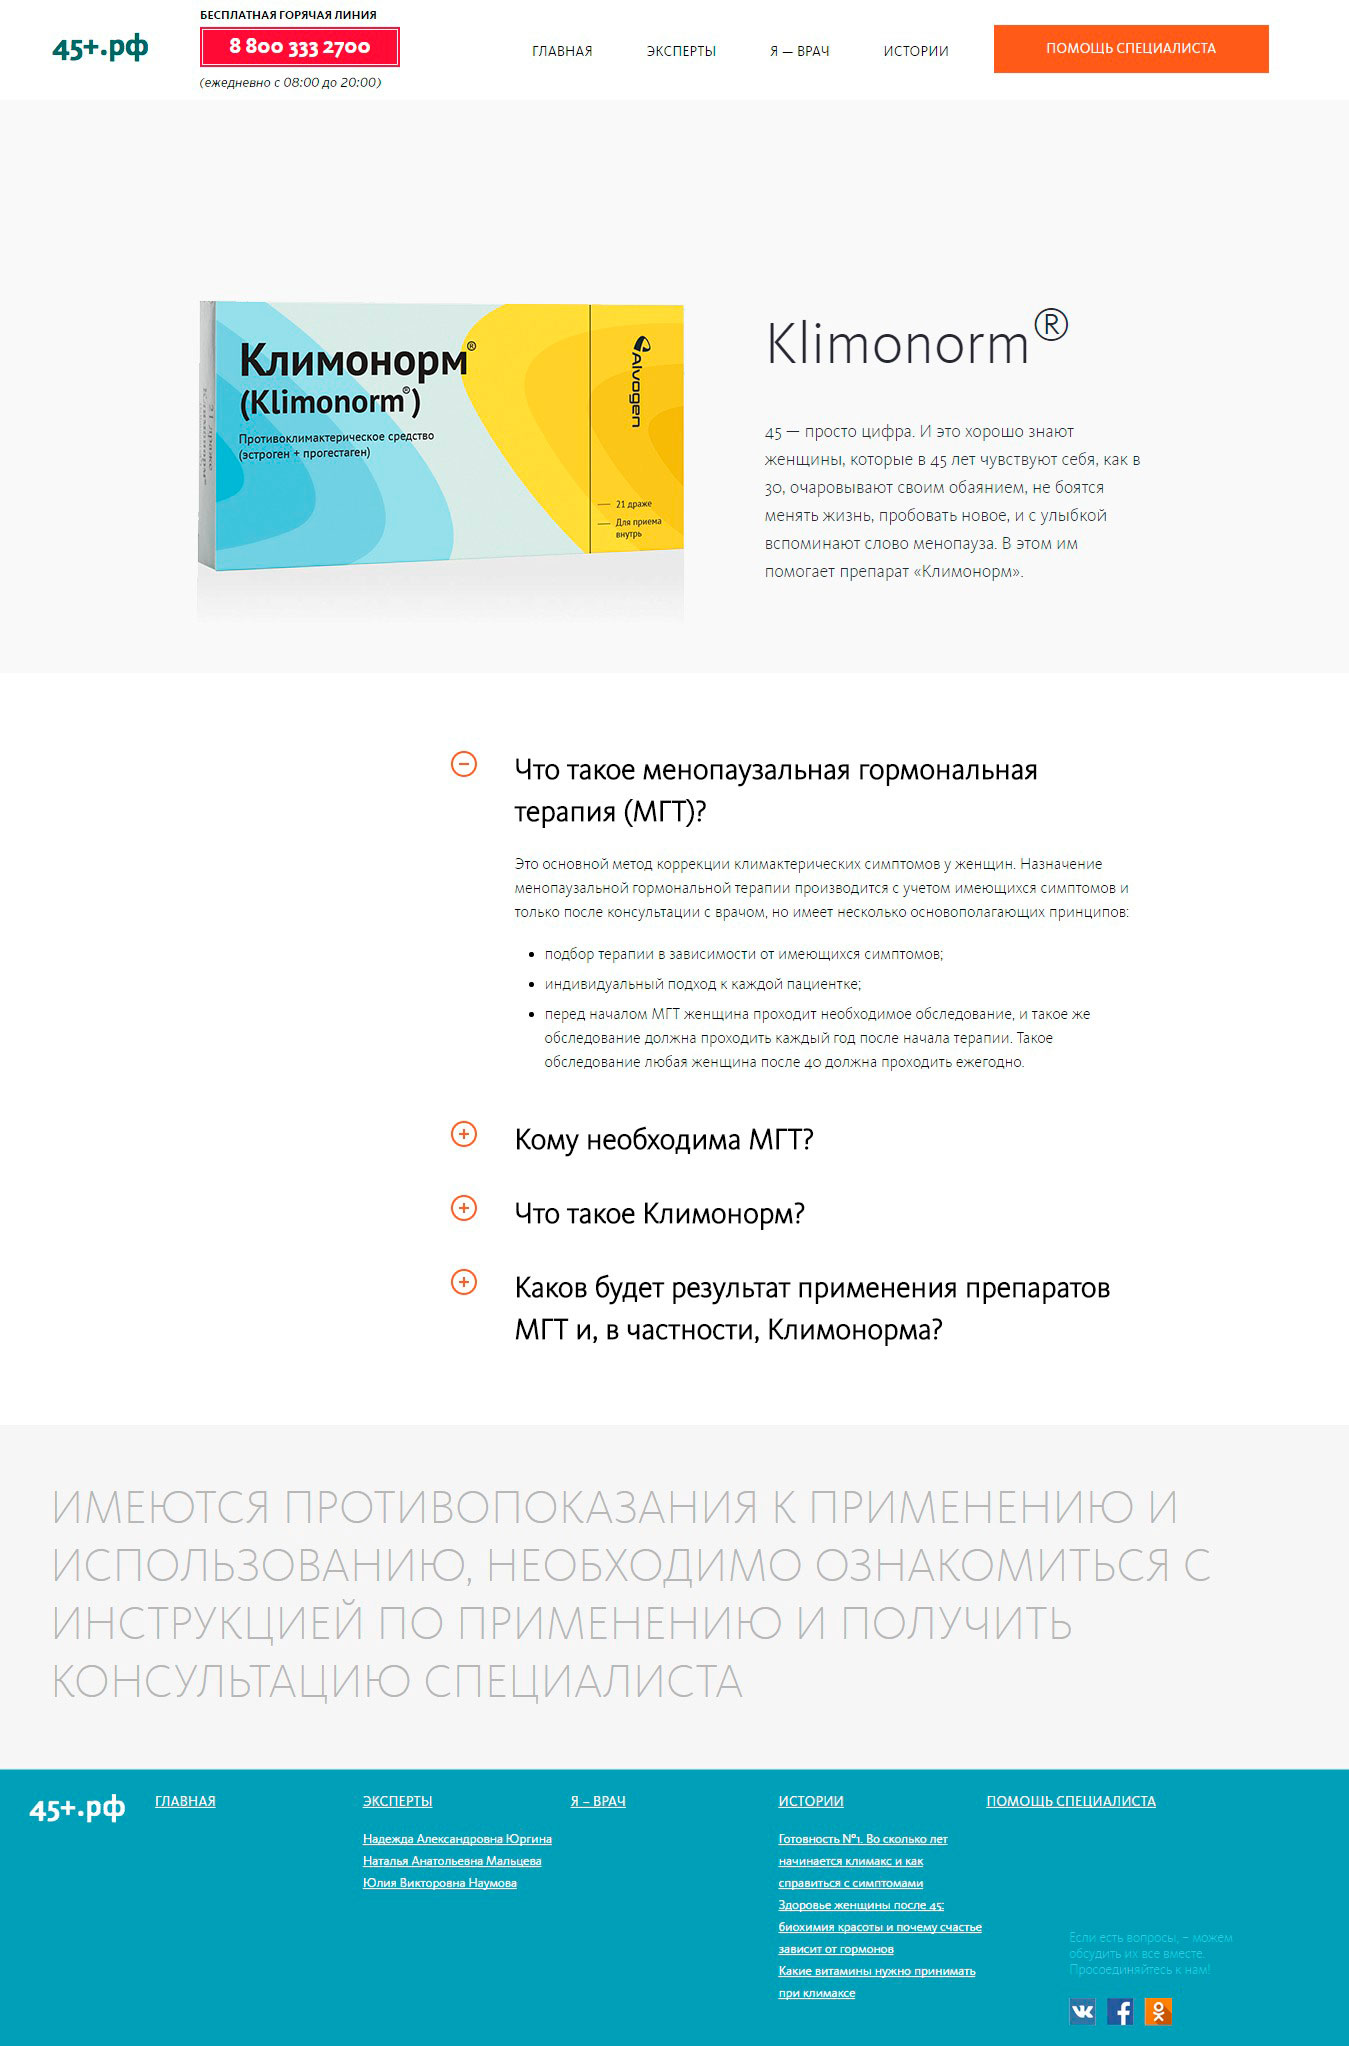 45+.рф
БЕСПЛАТНАЯ ГОРЯЧАЯ ЛИНИЯ
8 800 333 2700
(ежедневно с 08:00 до 20:00)
ГЛАВНАЯ
ЭКСПЕРТЫ
Я — ВРАЧ
ИСТОРИИ
ПОМОЩЬ СПЕЦИАЛИСТА
Климонорм®
(Klimonorm®)
Противоклимактерическое средство
(эстроген + прогестаген)
Alvogen
21 драже
Для приема
внутрь
Klimonorm®
45 — просто цифра. И это хорошо знают
женщины, которые в 45 лет чувствуют себя, как в
30, очаровывают своим обаянием, не боятся
менять жизнь, пробовать новое, и с улыбкой
вспоминают слово менопауза. В этом им
помогает препарат «Климонорм».
Что такое менопаузальная гормональная
терапия (МГТ)?
Это основной метод коррекции климактерических симптомов у женщин. Назначение
менопаузальной гормональной терапии производится с учетом имеющихся симптомов и
только после консультации с врачом, но имеет несколько основополагающих принципов:
• подбор терапии в зависимости от имеющихся симптомов;
• индивидуальный подход к каждой пациентке;
• перед началом МГТ женщина проходит необходимое обследование, и такое же
обследование должна проходить каждый год после начала терапии. Такое
обследование любая женщина после 40 должна проходить ежегодно.
Кому необходима МГТ?
Что такое Климонорм?
Каков будет результат применения препаратов
МГТ и, в частности, Климонорма?
ИМЕЮТСЯ ПРОТИВОПОКАЗАНИЯ К ПРИМЕНЕНИЮ И
ИСПОЛЬЗОВАНИЮ, НЕОБХОДИМО ОЗНАКОМИТЬСЯ С
ИНСТРУКЦИЕЙ ПО ПРИМЕНЕНИЮ И ПОЛУЧИТЬ
КОНСУЛЬТАЦИЮ СПЕЦИАЛИСТА
45+.рф
ГЛАВНАЯ
ЭКСПЕРТЫ
Надежда Александровна Юргина
Наталья Анатольевна Мальцева
Юлия Викторовна Наумова
Я – ВРАЧ
ИСТОРИИ
Готовность №1. Во сколько лет
начинается климакс и как
справиться с симптомами
Здоровье женщины после 45:
биохимия красоты и почему счастье
зависит от гормонов
Какие витамины нужно принимать
при климаксе
ПОМОЩЬ СПЕЦИАЛИСТА
Если есть вопросы, – можем
обсудить их все вместе.
Просоединяйтесь к нам!